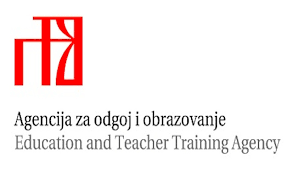 Agencija za odgoj i obrazovanje
Education and Teacher Training Agency